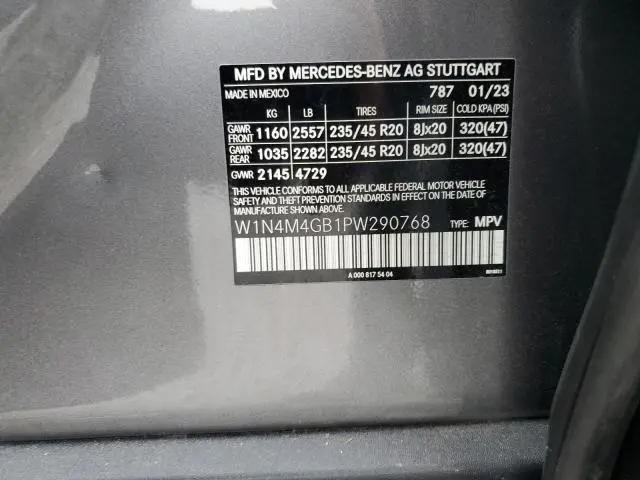 MFD BY MERCEDES-BENZ AG STUTTGART
MADE IN MEXICO 787 01/23
KG LB TIRES RIM SIZE COLD KPA (PSI)
GAWR FRONT 1160 2557 235/45 R20 8Jx20 320(47)
GAWR REAR 1035 2282 235/45 R20 8Jx20 320(47)
GVWR 2145 4729
THIS VEHICLE CONFORMS TO ALL APPLICABLE FEDERAL MOTOR VEHICLE
SAFETY AND THEFT PREVENTION STANDARDS
IN EFFECT ON THE DATE OF MANUFACTURE SHOWN ABOVE.
W1N4M4GB1PW290768 TYPE: MPV
A 000 817 54 04